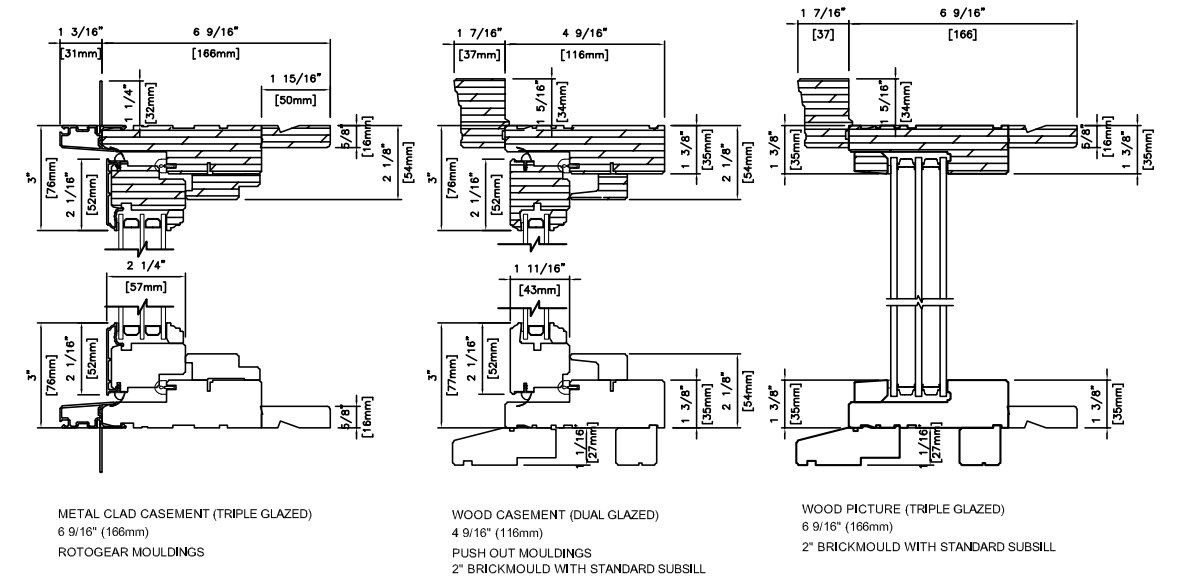 1 3/16"
[31mm]
6 9/16"
[166mm]
1 1/4"
[32mm]
1 15/16"
[50mm]
5/8"
[16mm]
2 1/8"
[54mm]
3"
[76mm]
2 1/16"
[52mm]
2 1/4"
[57mm]
3"
[76mm]
2 1/16"
[52mm]
5/8"
[16mm]
METAL CLAD CASEMENT (TRIPLE GLAZED)
6 9/16" (166mm)
ROTOGEAR MOULDINGS
1 7/16"
[37mm]
4 9/16"
[116mm]
1 5/16"
[34mm]
1 3/8"
[35mm]
2 1/8"
[54mm]
3"
[76mm]
2 1/16"
[52mm]
1 11/16"
[43mm]
3"
[77mm]
2 1/16"
[52mm]
1 3/8"
[35mm]
2 1/8"
[54mm]
1 1/16"
[27mm]
WOOD CASEMENT (DUAL GLAZED)
4 9/16" (116mm)
PUSH OUT MOULDINGS
2" BRICKMOULD WITH STANDARD SUBSILL
1 7/16"
[37]
6 9/16"
[166]
1 5/16"
[34mm]
1 3/8"
[35mm]
5/8"
[16mm]
1 3/8"
[35mm]
1 3/8"
[35mm]
1 3/8"
[35mm]
1 1/16"
[27mm]
WOOD PICTURE (TRIPLE GLAZED)
6 9/16" (166mm)
2" BRICKMOULD WITH STANDARD SUBSILL